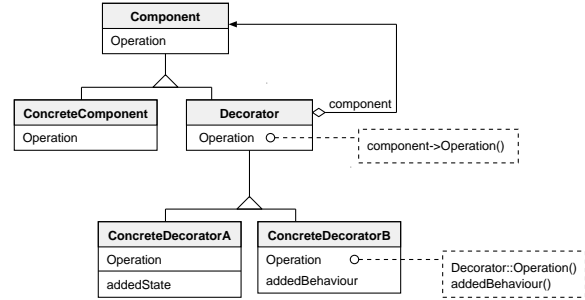 Component
Operation
component
ConcreteComponent
Operation
Decorator
Operation
component->Operation()
ConcreteDecoratorA
Operation
addedState
ConcreteDecoratorB
Operation
addedBehaviour
Decorator::Operation()
addedBehaviour()